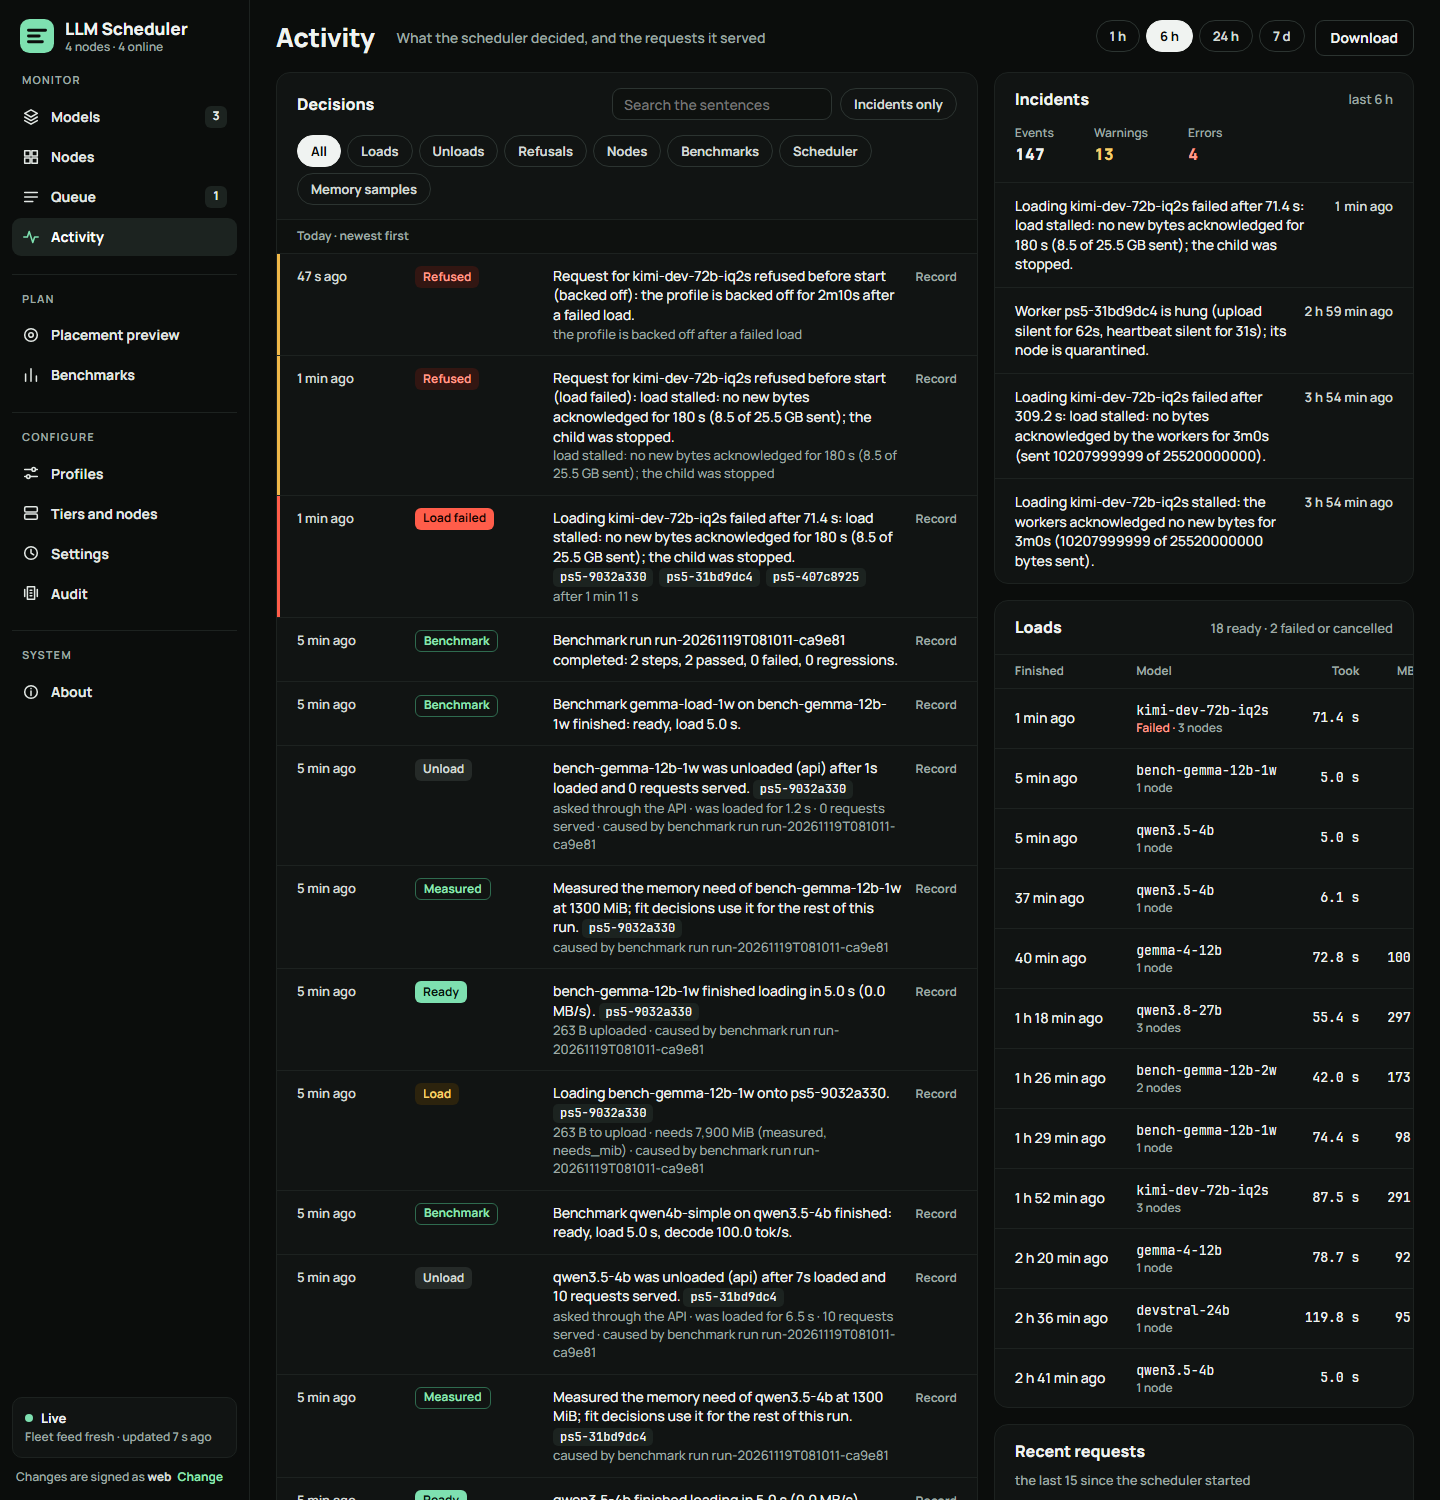 LLM Scheduler
4 nodes · 4 online
MONITOR
Models 3
Nodes
Queue 1
Activity
PLAN
Placement preview
Benchmarks
CONFIGURE
Profiles
Tiers and nodes
Settings
Audit
SYSTEM
About
Live
Fleet feed fresh · updated 7 s ago
Changes are signed as web Change
Activity What the scheduler decided, and the requests it served
1 h 6 h 24 h 7 d Download
Decisions
Search the sentences
Incidents only
All Loads Unloads Refusals Nodes Benchmarks Scheduler
Memory samples
Today · newest first
47 s ago Refused Request for kimi-dev-72b-iq2s refused before start Record
(backed off): the profile is backed off for 2m10s after
a failed load.
the profile is backed off after a failed load
1 min ago Refused Request for kimi-dev-72b-iq2s refused before start Record
(load failed): load stalled: no new bytes
acknowledged for 180 s (8.5 of 25.5 GB sent); the
child was stopped.
load stalled: no new bytes acknowledged for 180 s (8.5 of
25.5 GB sent); the child was stopped
1 min ago Load failed Loading kimi-dev-72b-iq2s failed after 71.4 s: load Record
stalled: no new bytes acknowledged for 180 s (8.5 of
25.5 GB sent); the child was stopped.
ps5-9032a330 ps5-31bd9dc4 ps5-407c8925
after 1 min 11 s
5 min ago Benchmark Benchmark run run-20261119T081011-ca9e81 Record
completed: 2 steps, 2 passed, 0 failed, 0 regressions.
5 min ago Benchmark Benchmark gemma-load-1w on bench-gemma-12b- Record
1w finished: ready, load 5.0 s.
5 min ago Unload bench-gemma-12b-1w was unloaded (api) after 1s Record
loaded and 0 requests served. ps5-9032a330
asked through the API · was loaded for 1.2 s · 0 requests
served · caused by benchmark run run-20261119T081011-
ca9e81
5 min ago Measured Measured the memory need of bench-gemma-12b-1w Record
at 1300 MiB; fit decisions use it for the rest of this
run. ps5-9032a330
caused by benchmark run run-20261119T081011-ca9e81
5 min ago Ready bench-gemma-12b-1w finished loading in 5.0 s (0.0 Record
MB/s). ps5-9032a330
263 B uploaded · caused by benchmark run run-
20261119T081011-ca9e81
5 min ago Load Loading bench-gemma-12b-1w onto ps5-9032a330. Record
ps5-9032a330
263 B to upload · needs 7,900 MiB (measured,
needs_mib) · caused by benchmark run run-
20261119T081011-ca9e81
5 min ago Benchmark Benchmark qwen4b-simple on qwen3.5-4b finished: Record
ready, load 5.0 s, decode 100.0 tok/s.
5 min ago Unload qwen3.5-4b was unloaded (api) after 7s loaded and Record
10 requests served. ps5-31bd9dc4
asked through the API · was loaded for 6.5 s · 10 requests
served · caused by benchmark run run-20261119T081011-
ca9e81
5 min ago Measured Measured the memory need of qwen3.5-4b at 1300 Record
MiB; fit decisions use it for the rest of this run.
ps5-31bd9dc4
caused by benchmark run run-20261119T081011-ca9e81
5 min ago Ready qwen3.5-4b finished loading in 5.0 s (0.0 MB/s). Record
Incidents last 6 h
Events Warnings Errors
147 13 4
Loading kimi-dev-72b-iq2s failed after 71.4 s: 1 min ago
load stalled: no new bytes acknowledged for
180 s (8.5 of 25.5 GB sent); the child was
stopped.
Worker ps5-31bd9dc4 is hung (upload 2 h 59 min ago
silent for 62s, heartbeat silent for 31s); its
node is quarantined.
Loading kimi-dev-72b-iq2s failed after 3 h 54 min ago
309.2 s: load stalled: no bytes
acknowledged by the workers for 3m0s
(sent 10207999999 of 25520000000).
Loading kimi-dev-72b-iq2s stalled: the 3 h 54 min ago
workers acknowledged no new bytes for
3m0s (10207999999 of 25520000000
bytes sent).
Loads 18 ready · 2 failed or cancelled
Finished Model Took MB
1 min ago kimi-dev-72b-iq2s 71.4 s
Failed · 3 nodes
5 min ago bench-gemma-12b-1w 5.0 s
1 node
5 min ago qwen3.5-4b 5.0 s
1 node
37 min ago qwen3.5-4b 6.1 s
1 node
40 min ago gemma-4-12b 72.8 s 100
1 node
1 h 18 min ago qwen3.8-27b 55.4 s 297
3 nodes
1 h 26 min ago bench-gemma-12b-2w 42.0 s 173
2 nodes
1 h 29 min ago bench-gemma-12b-1w 74.4 s 98
1 node
1 h 52 min ago kimi-dev-72b-iq2s 87.5 s 291
3 nodes
2 h 20 min ago gemma-4-12b 78.7 s 92
1 node
2 h 36 min ago devstral-24b 119.8 s 95
1 node
2 h 41 min ago qwen3.5-4b 5.0 s
1 node
Recent requests
the last 15 since the scheduler started